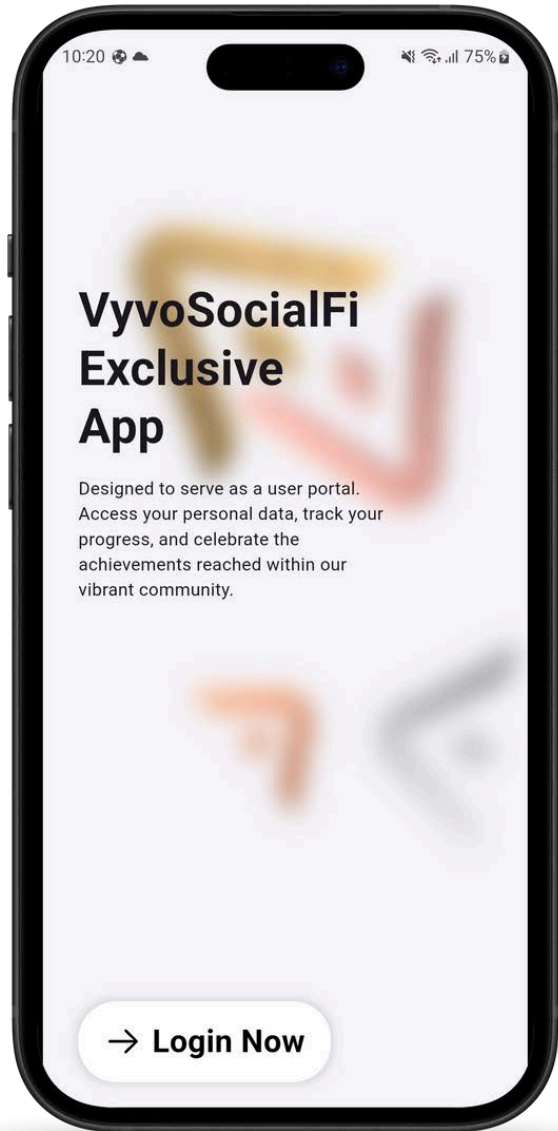 10:20 75%
VyvoSocialFi
Exclusive
App
Designed to serve as a user portal.
Access your personal data, track your
progress, and celebrate the
achievements reached within our
vibrant community.
Login Now